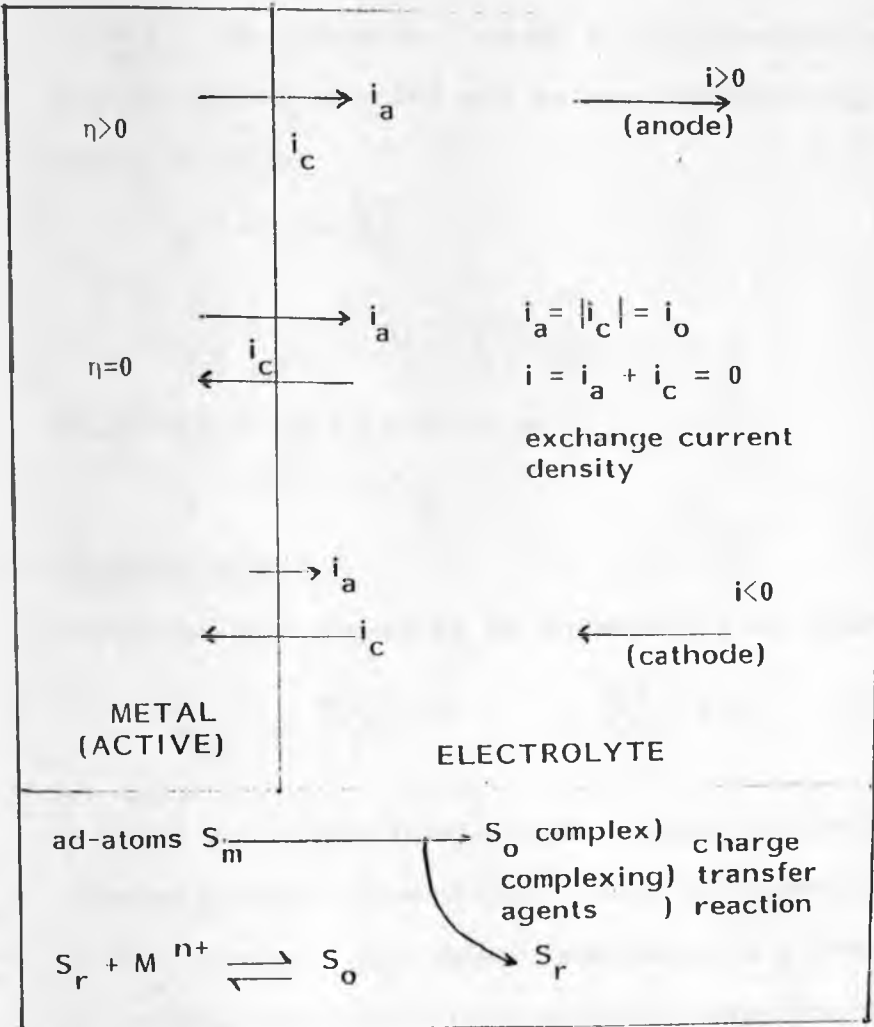 i>0
i_a
(anode)
η>0
i_c
i_a
i_a = |i_c| = i_o
η=0
i_c
i = i_a + i_c = 0
exchange current
density
i_a
i<0
i_c
(cathode)
METAL
(ACTIVE)
ELECTROLYTE
ad-atoms S_m → S_o complex) charge
complexing) transfer
agents ) reaction
S_r + M^n+ ⇌ S_o
S_r